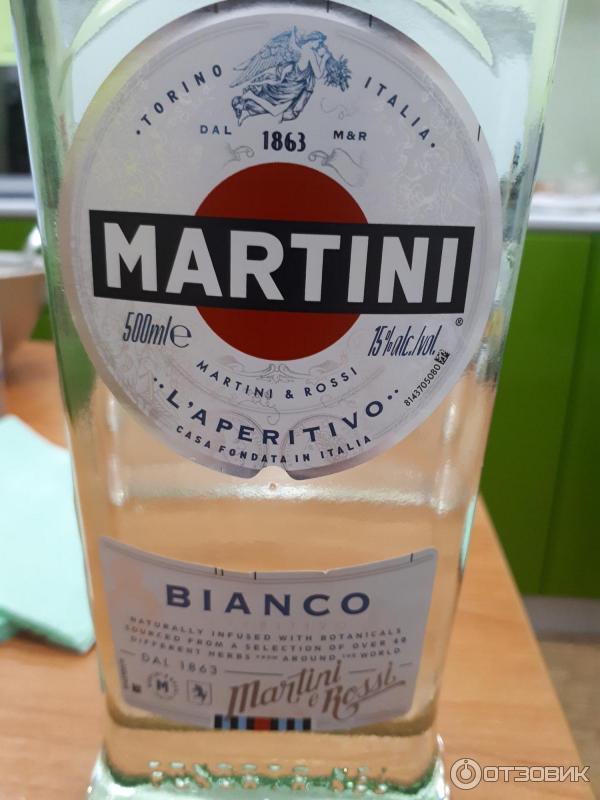 TORINO ITALIA
DAL 1863 M&R
MARTINI
®
500ml e 15% alc./vol.
MARTINI & ROSSI
8143705080
··L'APERITIVO··
CASA FONDATA IN ITALIA
BIANCO
NATURALLY INFUSED WITH BOTANICALS
SOURCED FROM A SELECTION OF OVER 40
DIFFERENT HERBS FROM AROUND THE WORLD.
DAL 1863
M
Martini e Rossi
ОТЗОВИК